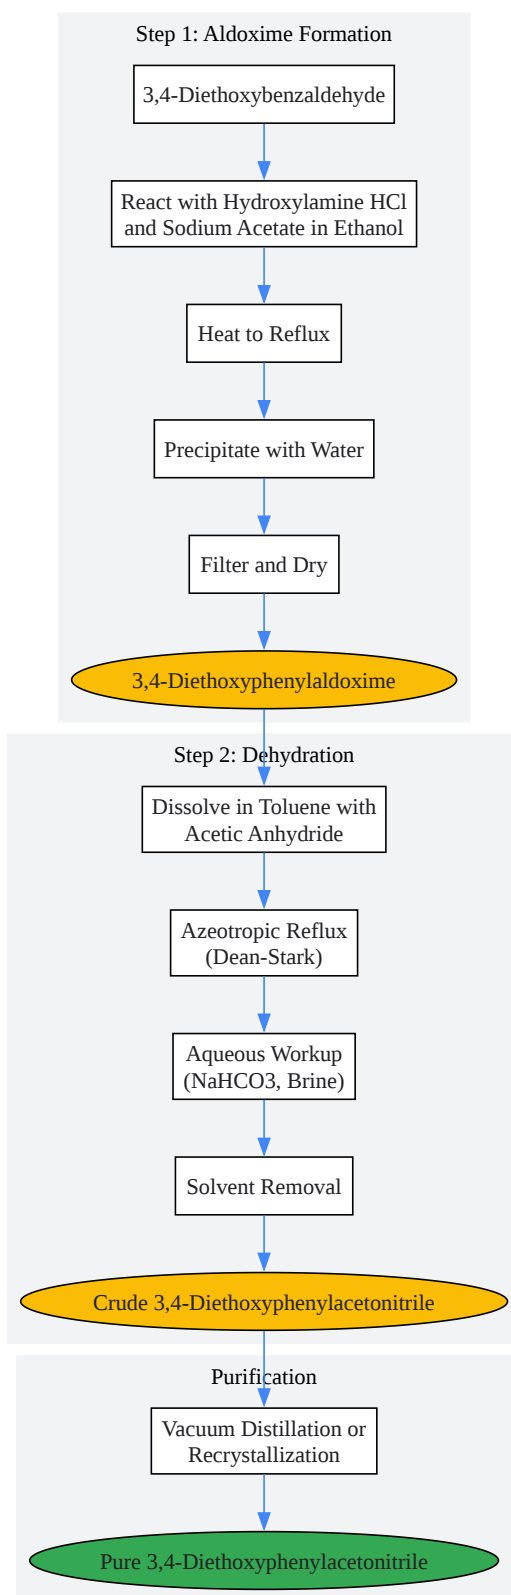 Step 1: Aldoxime Formation
3,4-Diethoxybenzaldehyde
React with Hydroxylamine HCl
and Sodium Acetate in Ethanol
Heat to Reflux
Precipitate with Water
Filter and Dry
3,4-Diethoxyphenylaldoxime
Step 2: Dehydration
Dissolve in Toluene with
Acetic Anhydride
Azeotropic Reflux
(Dean-Stark)
Aqueous Workup
(NaHCO3, Brine)
Solvent Removal
Crude 3,4-Diethoxyphenylacetonitrile
Purification
Vacuum Distillation or
Recrystallization
Pure 3,4-Diethoxyphenylacetonitrile